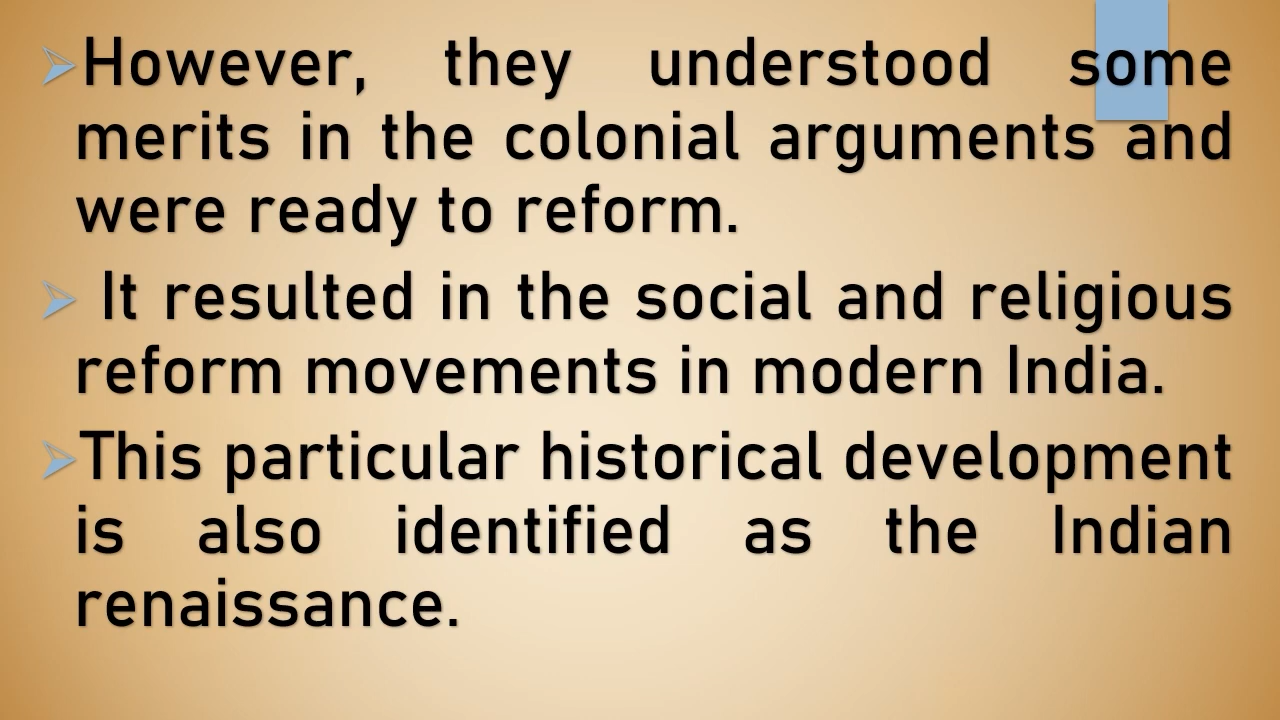 However, they understood some
merits in the colonial arguments and
were ready to reform.
It resulted in the social and religious
reform movements in modern India.
This particular historical development
is also identified as the Indian
renaissance.